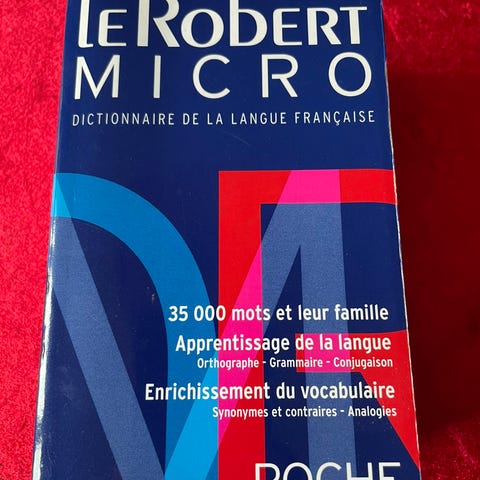 LeRobert
MICRO
DICTIONNAIRE DE LA LANGUE FRANÇAISE
35 000 mots et leur famille
Apprentissage de la langue
Orthographe - Grammaire - Conjugaison
Enrichissement du vocabulaire
Synonymes et contraires - Analogies
POCHE